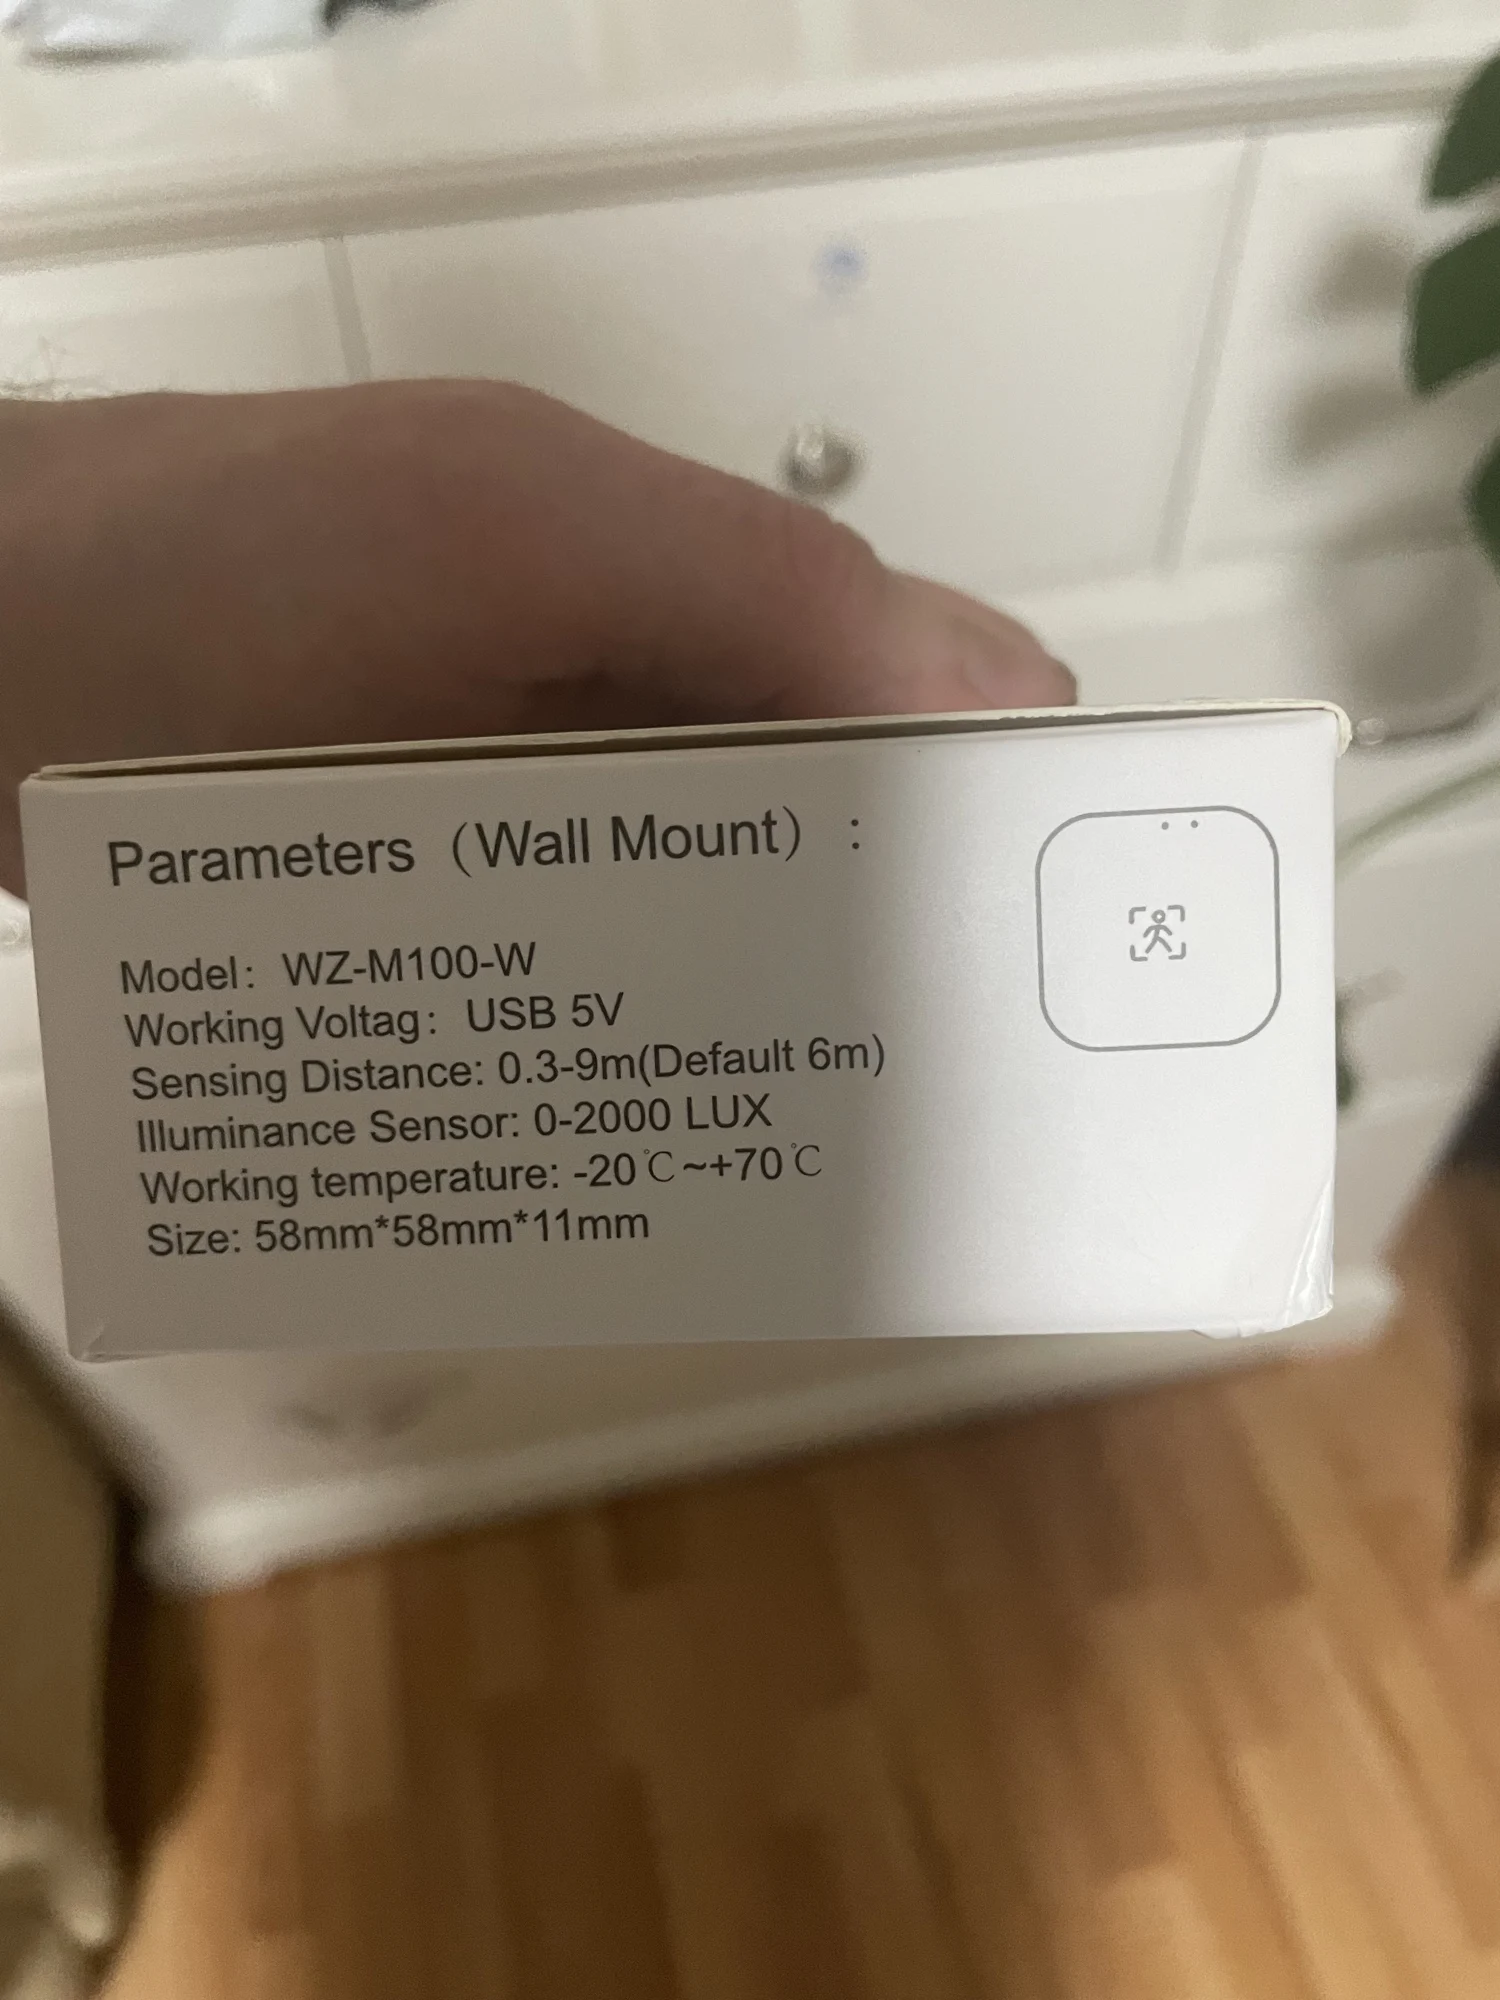 Parameters（Wall Mount）:
Model：WZ-M100-W
Working Voltag：USB 5V
Sensing Distance: 0.3-9m(Default 6m)
Illuminance Sensor: 0-2000 LUX
Working temperature: -20℃~+70℃
Size: 58mm*58mm*11mm